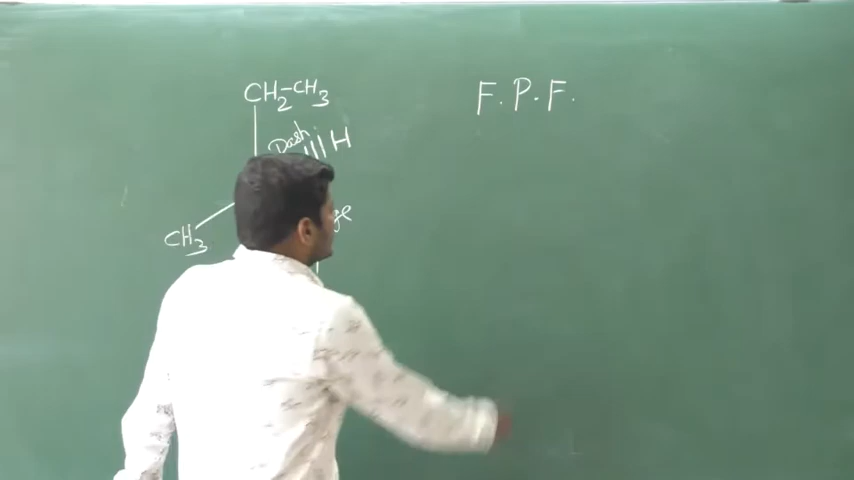 CH2-CH3
F. P. F.
Dash
H
CH3